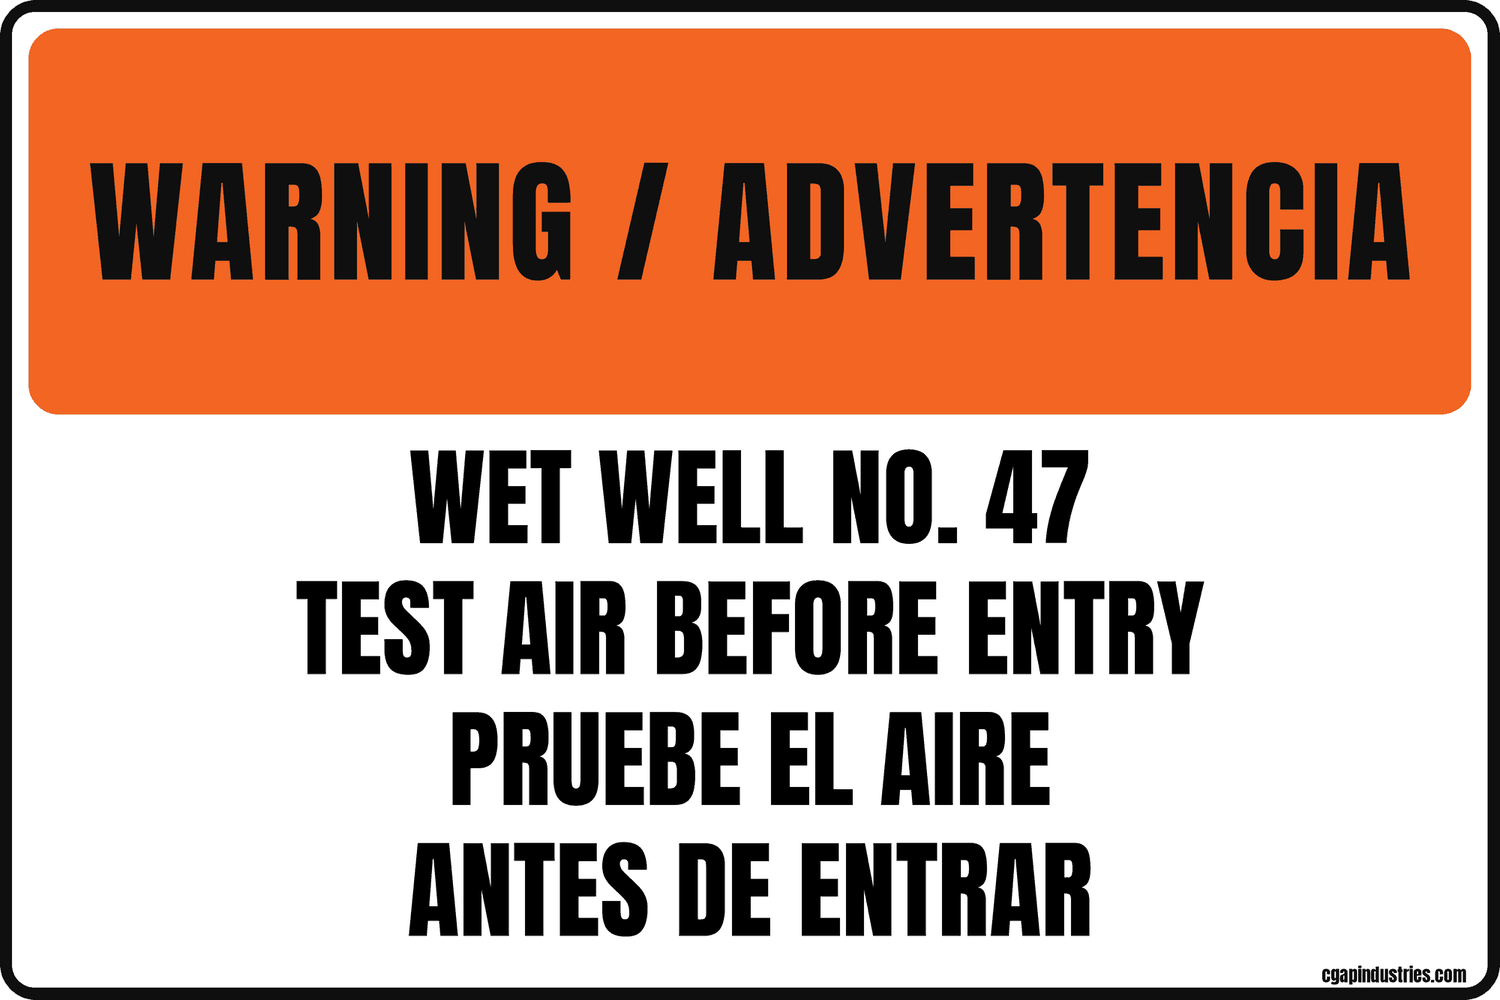 WARNING / ADVERTENCIA
WET WELL NO. 47
TEST AIR BEFORE ENTRY
PRUEBE EL AIRE
ANTES DE ENTRAR
cgapindustries.com